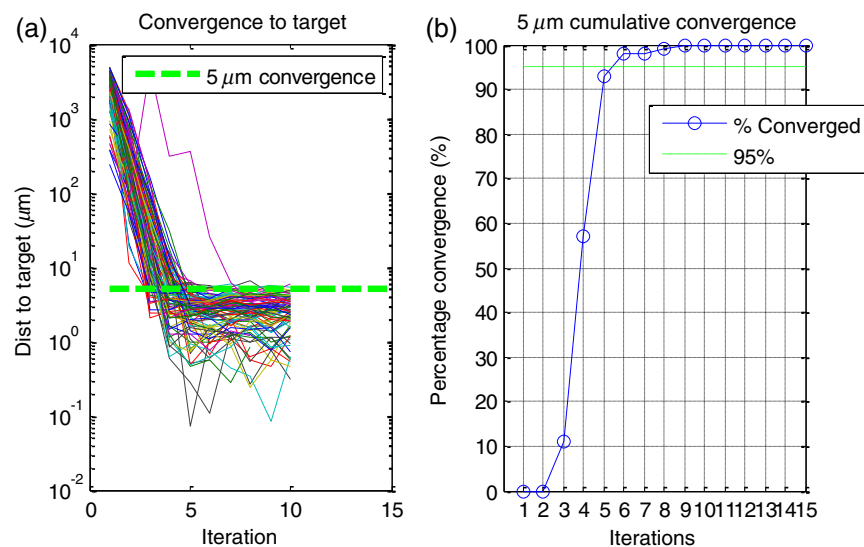 (a)
Convergence to target
10^4
10^3
10^2
10^1
10^0
10^-1
10^-2
0
5
10
15
Dist to target (μm)
Iteration
5 μm convergence
(b)
5 μm cumulative convergence
100
90
80
70
60
50
40
30
20
10
0
1 2 3 4 5 6 7 8 9 10 11 12 13 14 15
Percentage convergence (%)
Iterations
% Converged
95%